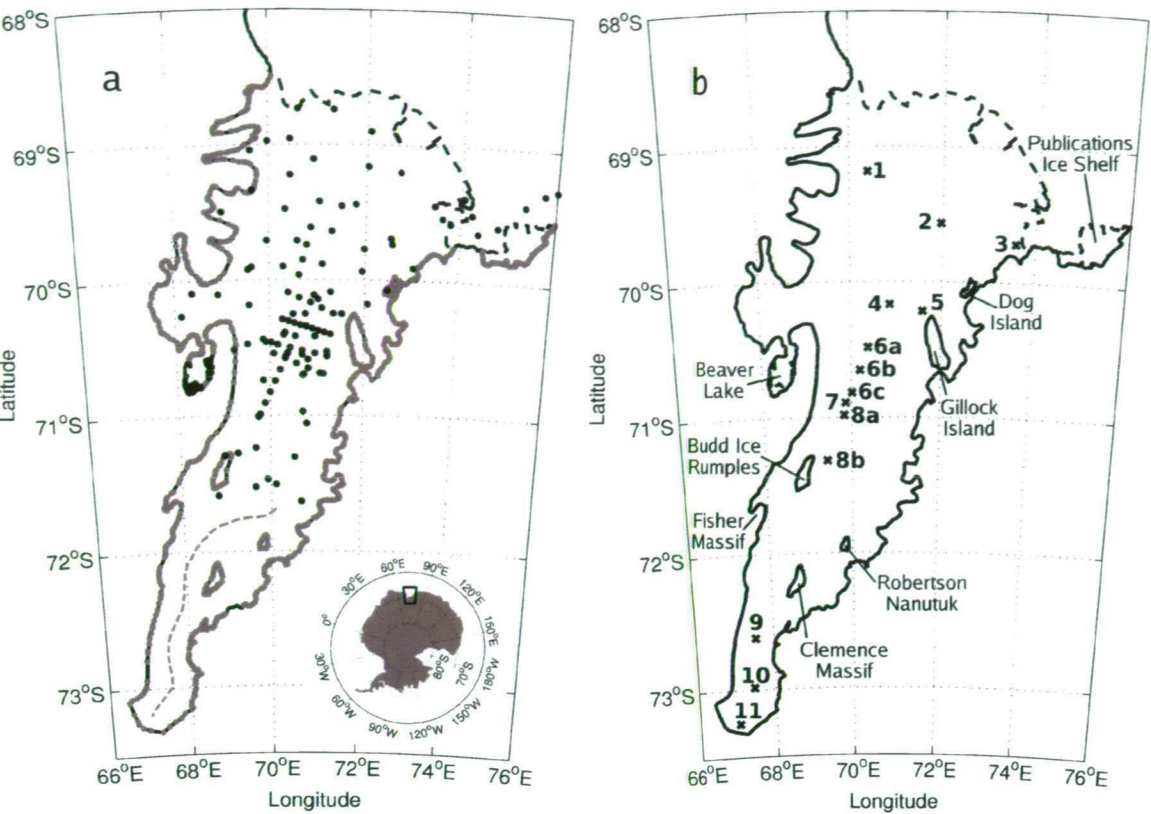 a
68°S
69°S
70°S
71°S
72°S
73°S
Latitude
66°E
68°E
70°E
72°E
74°E
76°E
Longitude
0°
30°E
60°E
90°E
120°E
150°E
180°W
150°W
120°W
90°W
60°W
30°W
80°S
70°S
b
68°S
69°S
70°S
71°S
72°S
73°S
Latitude
Publications
Ice Shelf
1
2
3
4
5
Dog
Island
6a
6b
Beaver
Lake
6c
7
8a
Gillock
Island
Budd Ice
Rumples
8b
Fisher
Massif
Robertson
Nanutuk
9
Clemence
Massif
10
11
66°E
68°E
70°E
72°E
74°E
76°E
Longitude